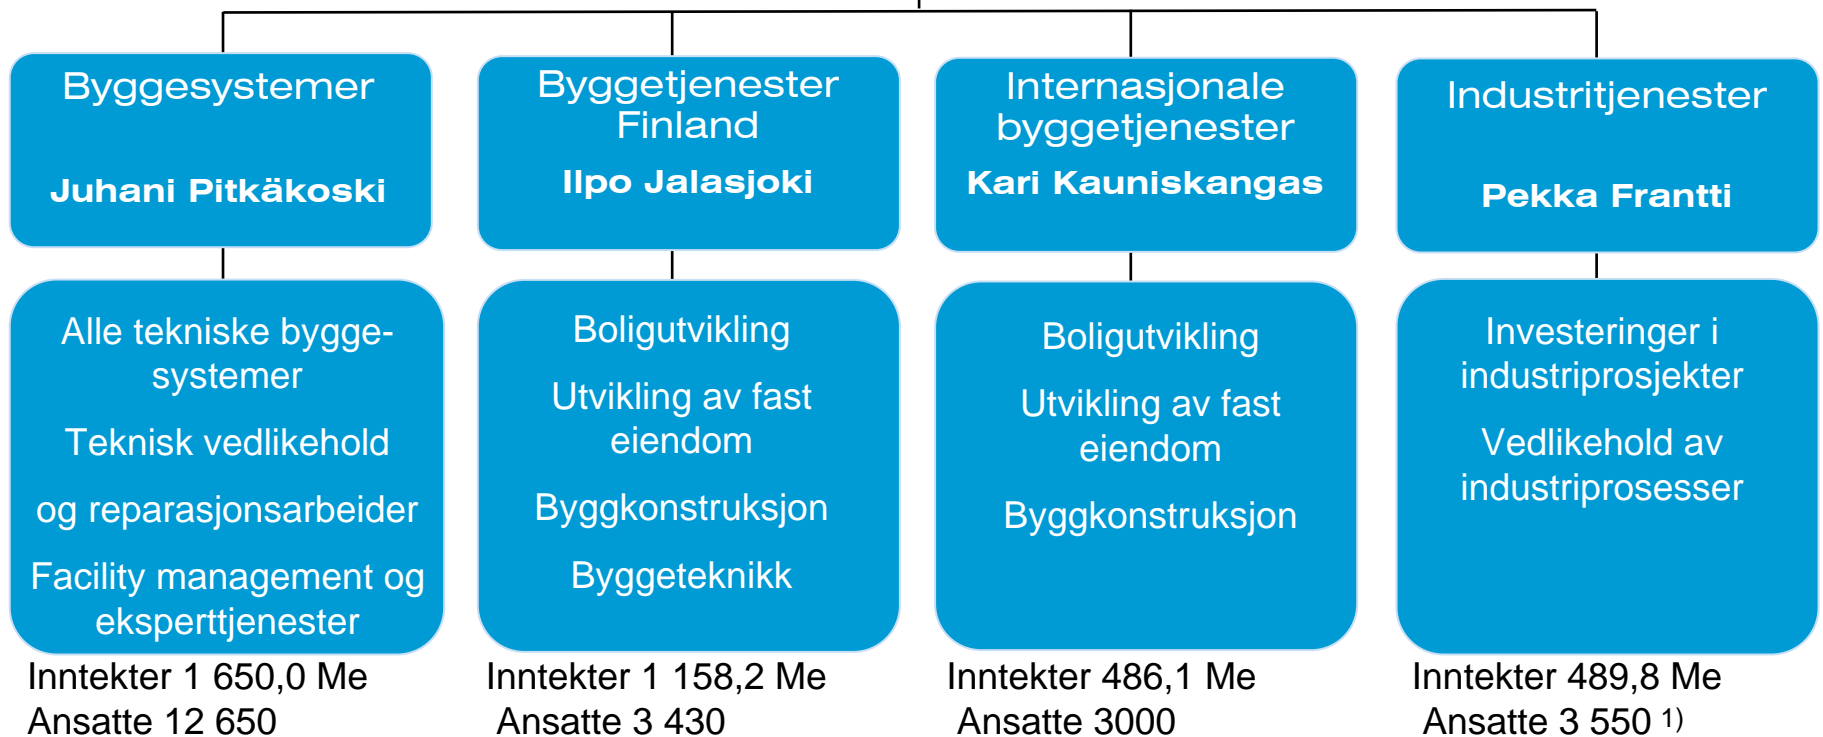 Byggesystemer
Juhani Pitkäkoski
Byggetjenester
Finland
Ilpo Jalasjoki
Internasjonale
byggetjenester
Kari Kauniskangas
Industritjenester
Pekka Frantti
Alle tekniske bygge-
systemer
Teknisk vedlikehold
og reparasjonsarbeider
Facility management og
eksperttjenester
Boligutvikling
Utvikling av fast
eiendom
Byggkonstruksjon
Byggeteknikk
Boligutvikling
Utvikling av fast
eiendom
Byggkonstruksjon
Investeringer i
industriprosjekter
Vedlikehold av
industriprosesser
Inntekter 1 650,0 Me
Ansatte 12 650
Inntekter 1 158,2 Me
Ansatte 3 430
Inntekter 486,1 Me
Ansatte 3000
Inntekter 489,8 Me
Ansatte 3 550 1)